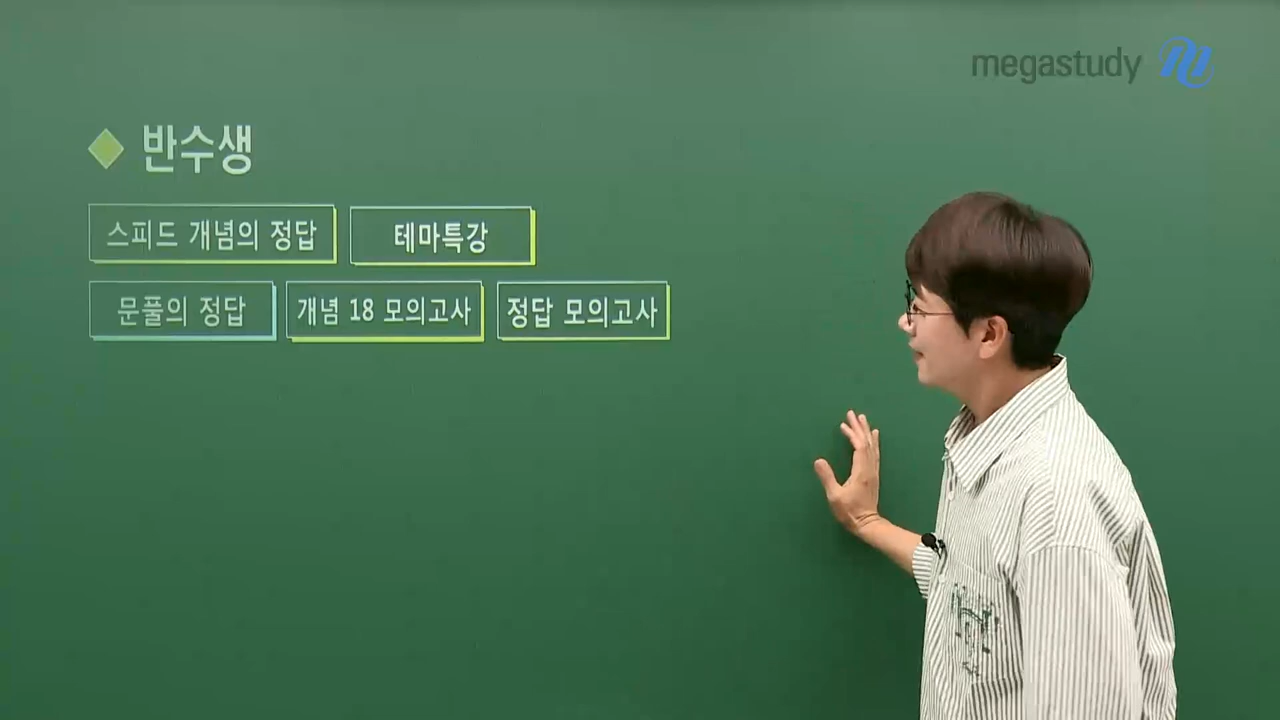 megastudy
반수생
스피드 개념의 정답 테마특강
문풀의 정답 개념 18 모의고사 정답 모의고사